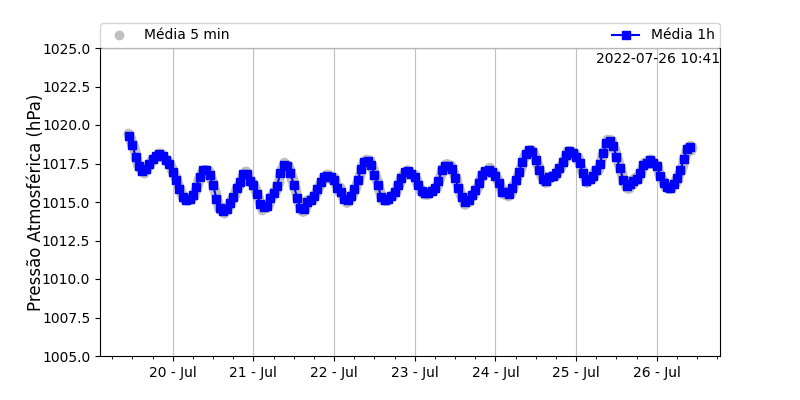 Média 5 min
Média 1h
2022-07-26 10:41
Pressão Atmosférica (hPa)
1025.0
1022.5
1020.0
1017.5
1015.0
1012.5
1010.0
1007.5
1005.0
20 - Jul
21 - Jul
22 - Jul
23 - Jul
24 - Jul
25 - Jul
26 - Jul